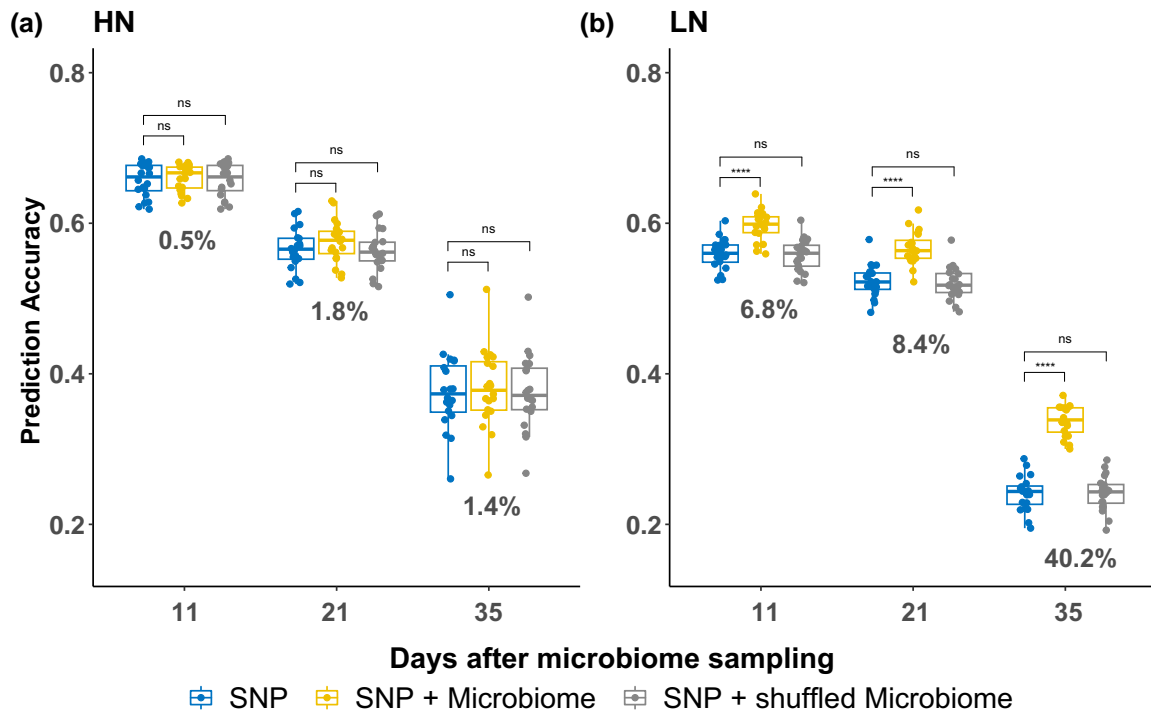 (a) HN
(b) LN
Prediction Accuracy
0.8
0.6
0.4
0.2
ns
ns
0.5%
ns
ns
1.8%
ns
ns
1.4%
ns
****
6.8%
ns
****
8.4%
ns
****
40.2%
0.8
0.6
0.4
0.2
11 21 35
11 21 35
Days after microbiome sampling
SNP SNP + Microbiome SNP + shuffled Microbiome